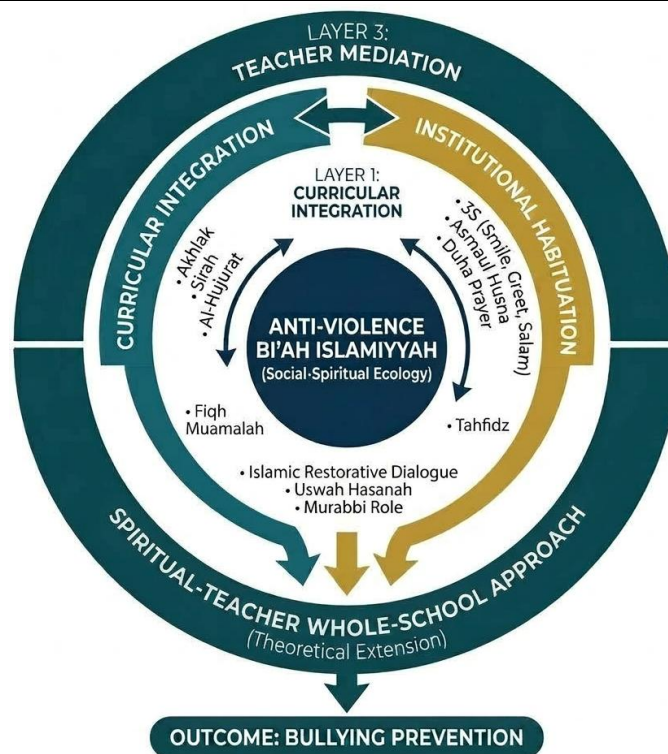 LAYER 3:
TEACHER MEDIATION
CURRICULAR INTEGRATION
INSTITUTIONAL HABITUATION
LAYER 1:
CURRICULAR
INTEGRATION
• Akhlak
• Sirah
• Al-Hujurat
• 3S (Smile, Greet, Salam)
• Asmaul Husna
• Duha Prayer
ANTI-VIOLENCE
BI'AH ISLAMIYYAH
(Social-Spiritual Ecology)
• Fiqh
Muamalah
• Tahfidz
• Islamic Restorative Dialogue
• Uswah Hasanah
• Murabbi Role
SPIRITUAL-TEACHER WHOLE-SCHOOL APPROACH
(Theoretical Extension)
OUTCOME: BULLYING PREVENTION